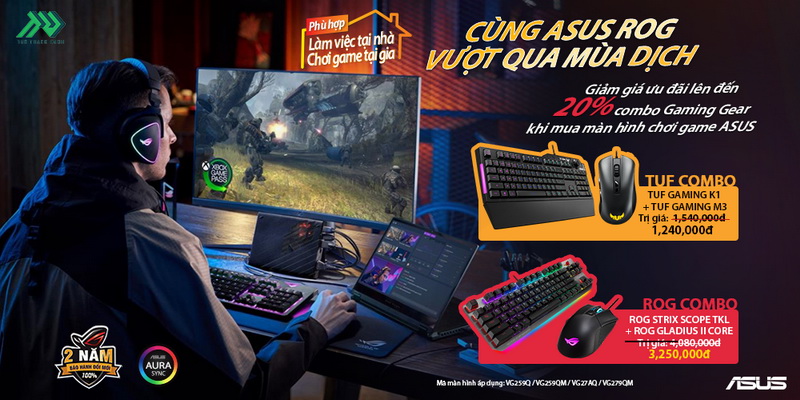 Phù hợp
Làm việc tại nhà
Chơi game tại gia
CÙNG ASUS ROG
VƯỢT QUA MÙA DỊCH
Giảm giá ưu đãi lên đến
20% combo Gaming Gear
khi mua màn hình chơi game ASUS
XBOX
GAME
PASS
TUF COMBO
TUF GAMING K1
+ TUF GAMING M3
Trị giá: 1,540,000đ
1,240,000đ
ROG COMBO
ROG STRIX SCOPE TKL
+ ROG GLADIUS II CORE
Trị giá: 4,080,000đ
3,250,000đ
2 NĂM
BẢO HÀNH ĐỔI MỚI
100%
ASUS
AURA
SYNC
Mã màn hình áp dụng: VG259Q / VG259QM / VG27AQ / VG279QM
ASUS